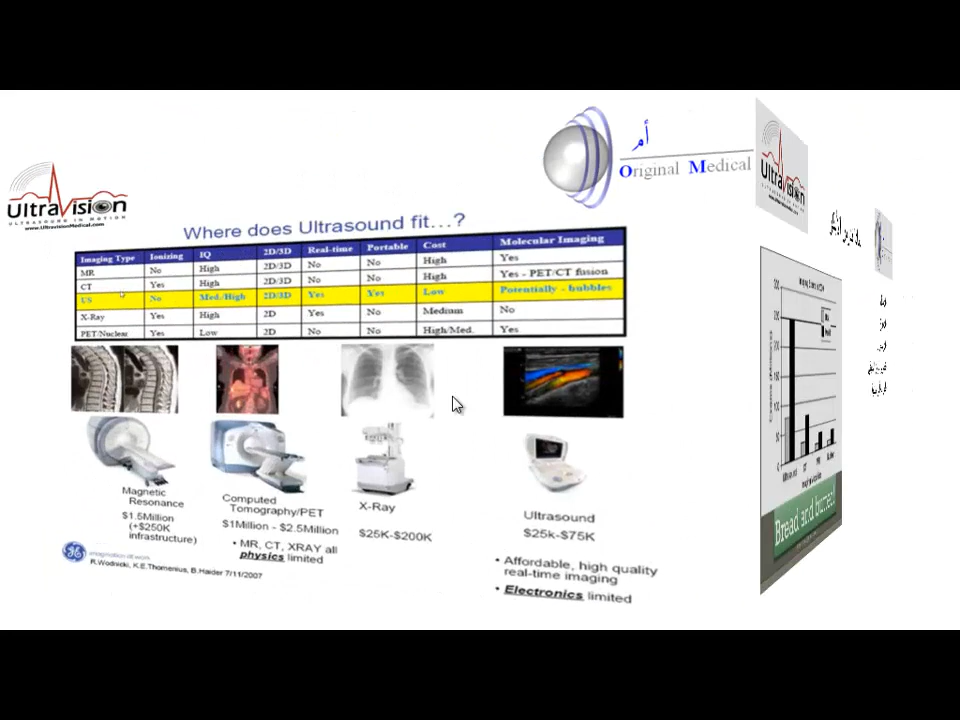 أم
Original Medical
UltraVision
ULTRASOUND IN MOTION
www.UltravisionMedical.com
Where does Ultrasound fit…?
Imaging Type Ionizing IQ 2D/3D Real-time Portable Cost Molecular Imaging
MR No High 2D/3D No No High Yes
CT Yes High 2D/3D No No High Yes - PET/CT fusion
US No Med./High 2D/3D Yes Yes Low Potentially - bubbles
X-Ray Yes High 2D Yes No Medium No
PET/Nuclear Yes Low 2D No No High/Med. Yes
Magnetic
Resonance
$1.5Million
(+$250K
infrastructure)
Computed
Tomography/PET
$1Million - $2.5Million
• MR, CT, XRAY all
physics limited
X-Ray
$25K-$200K
Ultrasound
$25k-$75K
• Affordable, high quality
real-time imaging
• Electronics limited
imagination at work
R.Wodnicki, K.E.Thomenius, B.Haider 7/11/2007
UltraVision
Bread and butter!